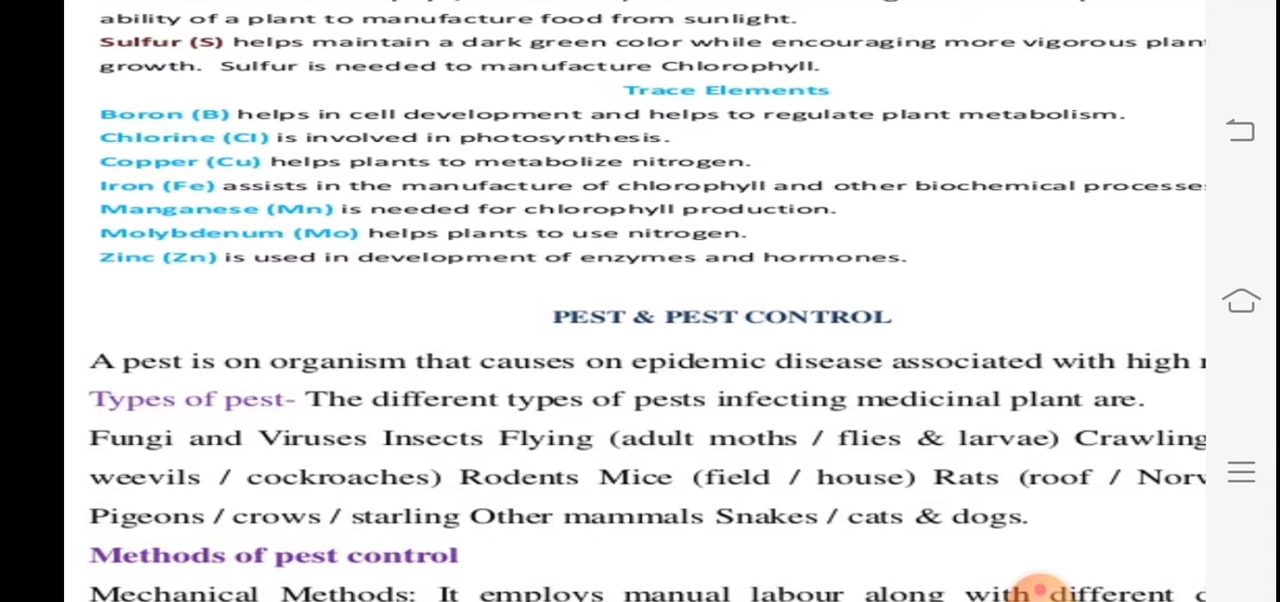 ability of a plant to manufacture food from sunlight.
Sulfur (S) helps maintain a dark green color while encouraging more vigorous plan
growth. Sulfur is needed to manufacture Chlorophyll.
Trace Elements
Boron (B) helps in cell development and helps to regulate plant metabolism.
Chlorine (Cl) is involved in photosynthesis.
Copper (Cu) helps plants to metabolize nitrogen.
Iron (Fe) assists in the manufacture of chlorophyll and other biochemical processe
Manganese (Mn) is needed for chlorophyll production.
Molybdenum (Mo) helps plants to use nitrogen.
Zinc (Zn) is used in development of enzymes and hormones.
PEST & PEST CONTROL
A pest is on organism that causes on epidemic disease associated with high
Types of pest- The different types of pests infecting medicinal plant are.
Fungi and Viruses Insects Flying (adult moths / flies & larvae) Crawling
weevils / cockroaches) Rodents Mice (field / house) Rats (roof / Norv
Pigeons / crows / starling Other mammals Snakes / cats & dogs.
Methods of pest control
Mechanical Methods: It employs manual labour along with different